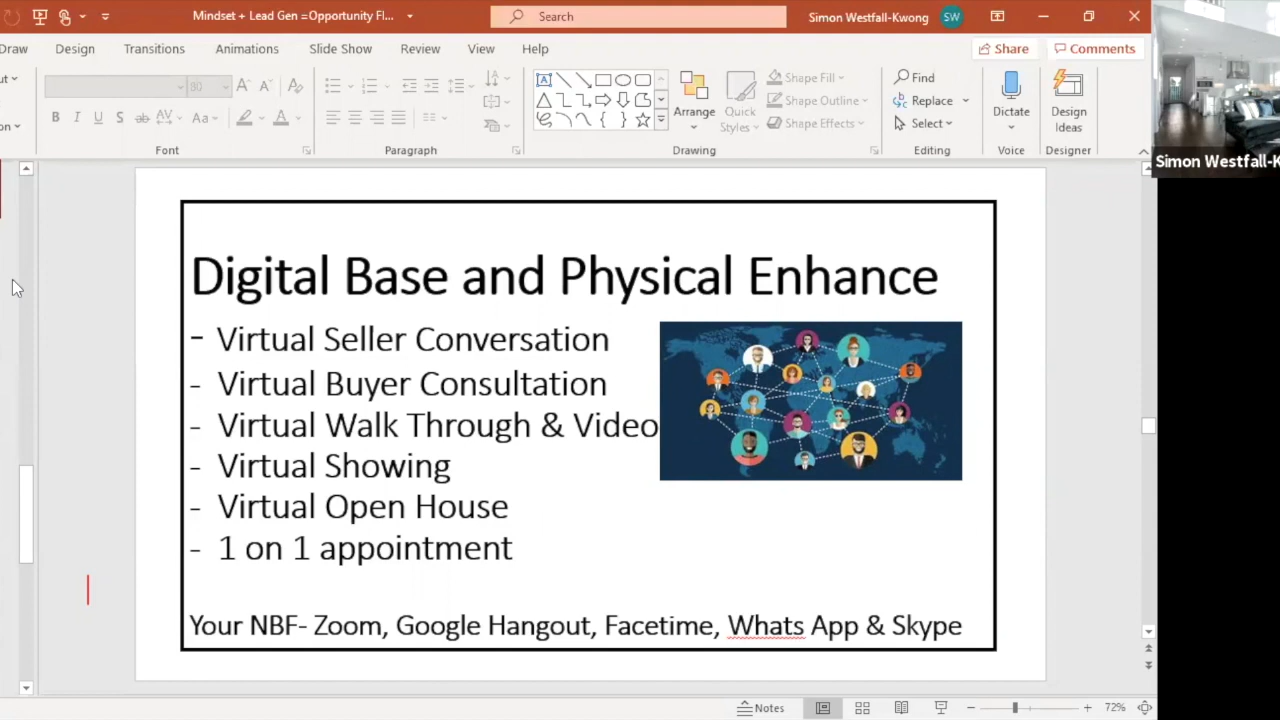 Mindset + Lead Gen =Opportunity Fl...
Search
Simon Westfall-Kwong
SW
Draw
Design
Transitions
Animations
Slide Show
Review
View
Help
Share
Comments
80
Shape Fill
Shape Outline
Shape Effects
Arrange
Quick
Styles
Find
Replace
Select
Dictate
Design
Ideas
Font
Paragraph
Drawing
Editing
Voice
Designer
Simon Westfall-K
Digital Base and Physical Enhance
- Virtual Seller Conversation
- Virtual Buyer Consultation
- Virtual Walk Through & Video
- Virtual Showing
- Virtual Open House
- 1 on 1 appointment
Your NBF- Zoom, Google Hangout, Facetime, Whats App & Skype
Notes
72%